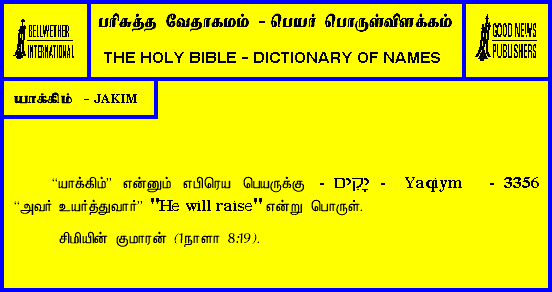 BELLWETHER
INTERNATIONAL
பரிசுத்த வேதாகமம் - பெயர் பொருள்விளக்கம்
THE HOLY BIBLE - DICTIONARY OF NAMES
GOOD NEWS
PUBLISHERS
யாக்கிம் - JAKIM
“யாக்கிம்” என்னும் எபிரெய பெயருக்கு - יָקִים - Yaqiym - 3356
“அவர் உயர்த்துவார்” "He will raise" என்று பொருள்.
சிமியின் குமாரன் (1நாளா 8:19).